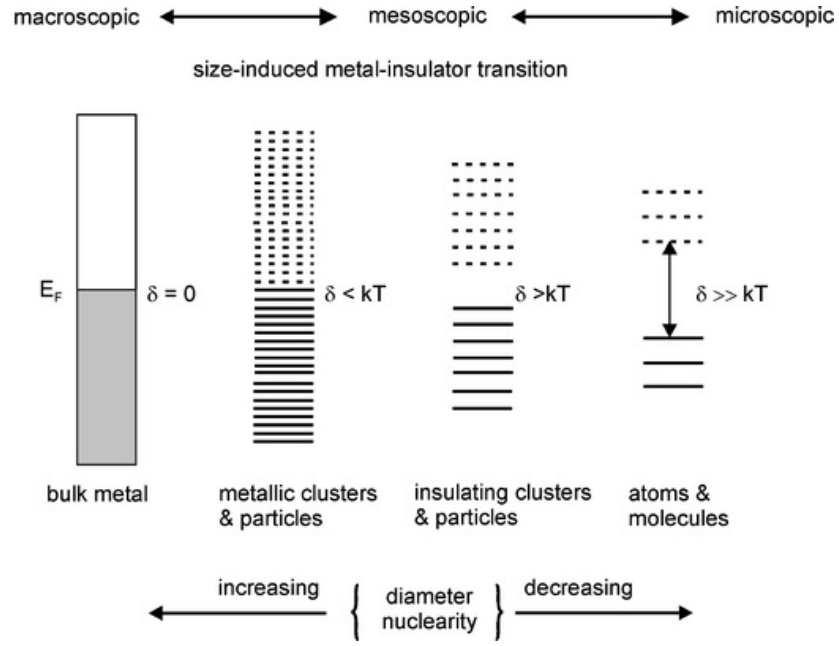 macroscopic mesoscopic microscopic
size-induced metal-insulator transition
E_F δ = 0 δ < kT δ >kT δ >> kT
bulk metal
metallic clusters
& particles
insulating clusters
& particles
atoms &
molecules
increasing { diameter } decreasing
nuclearity